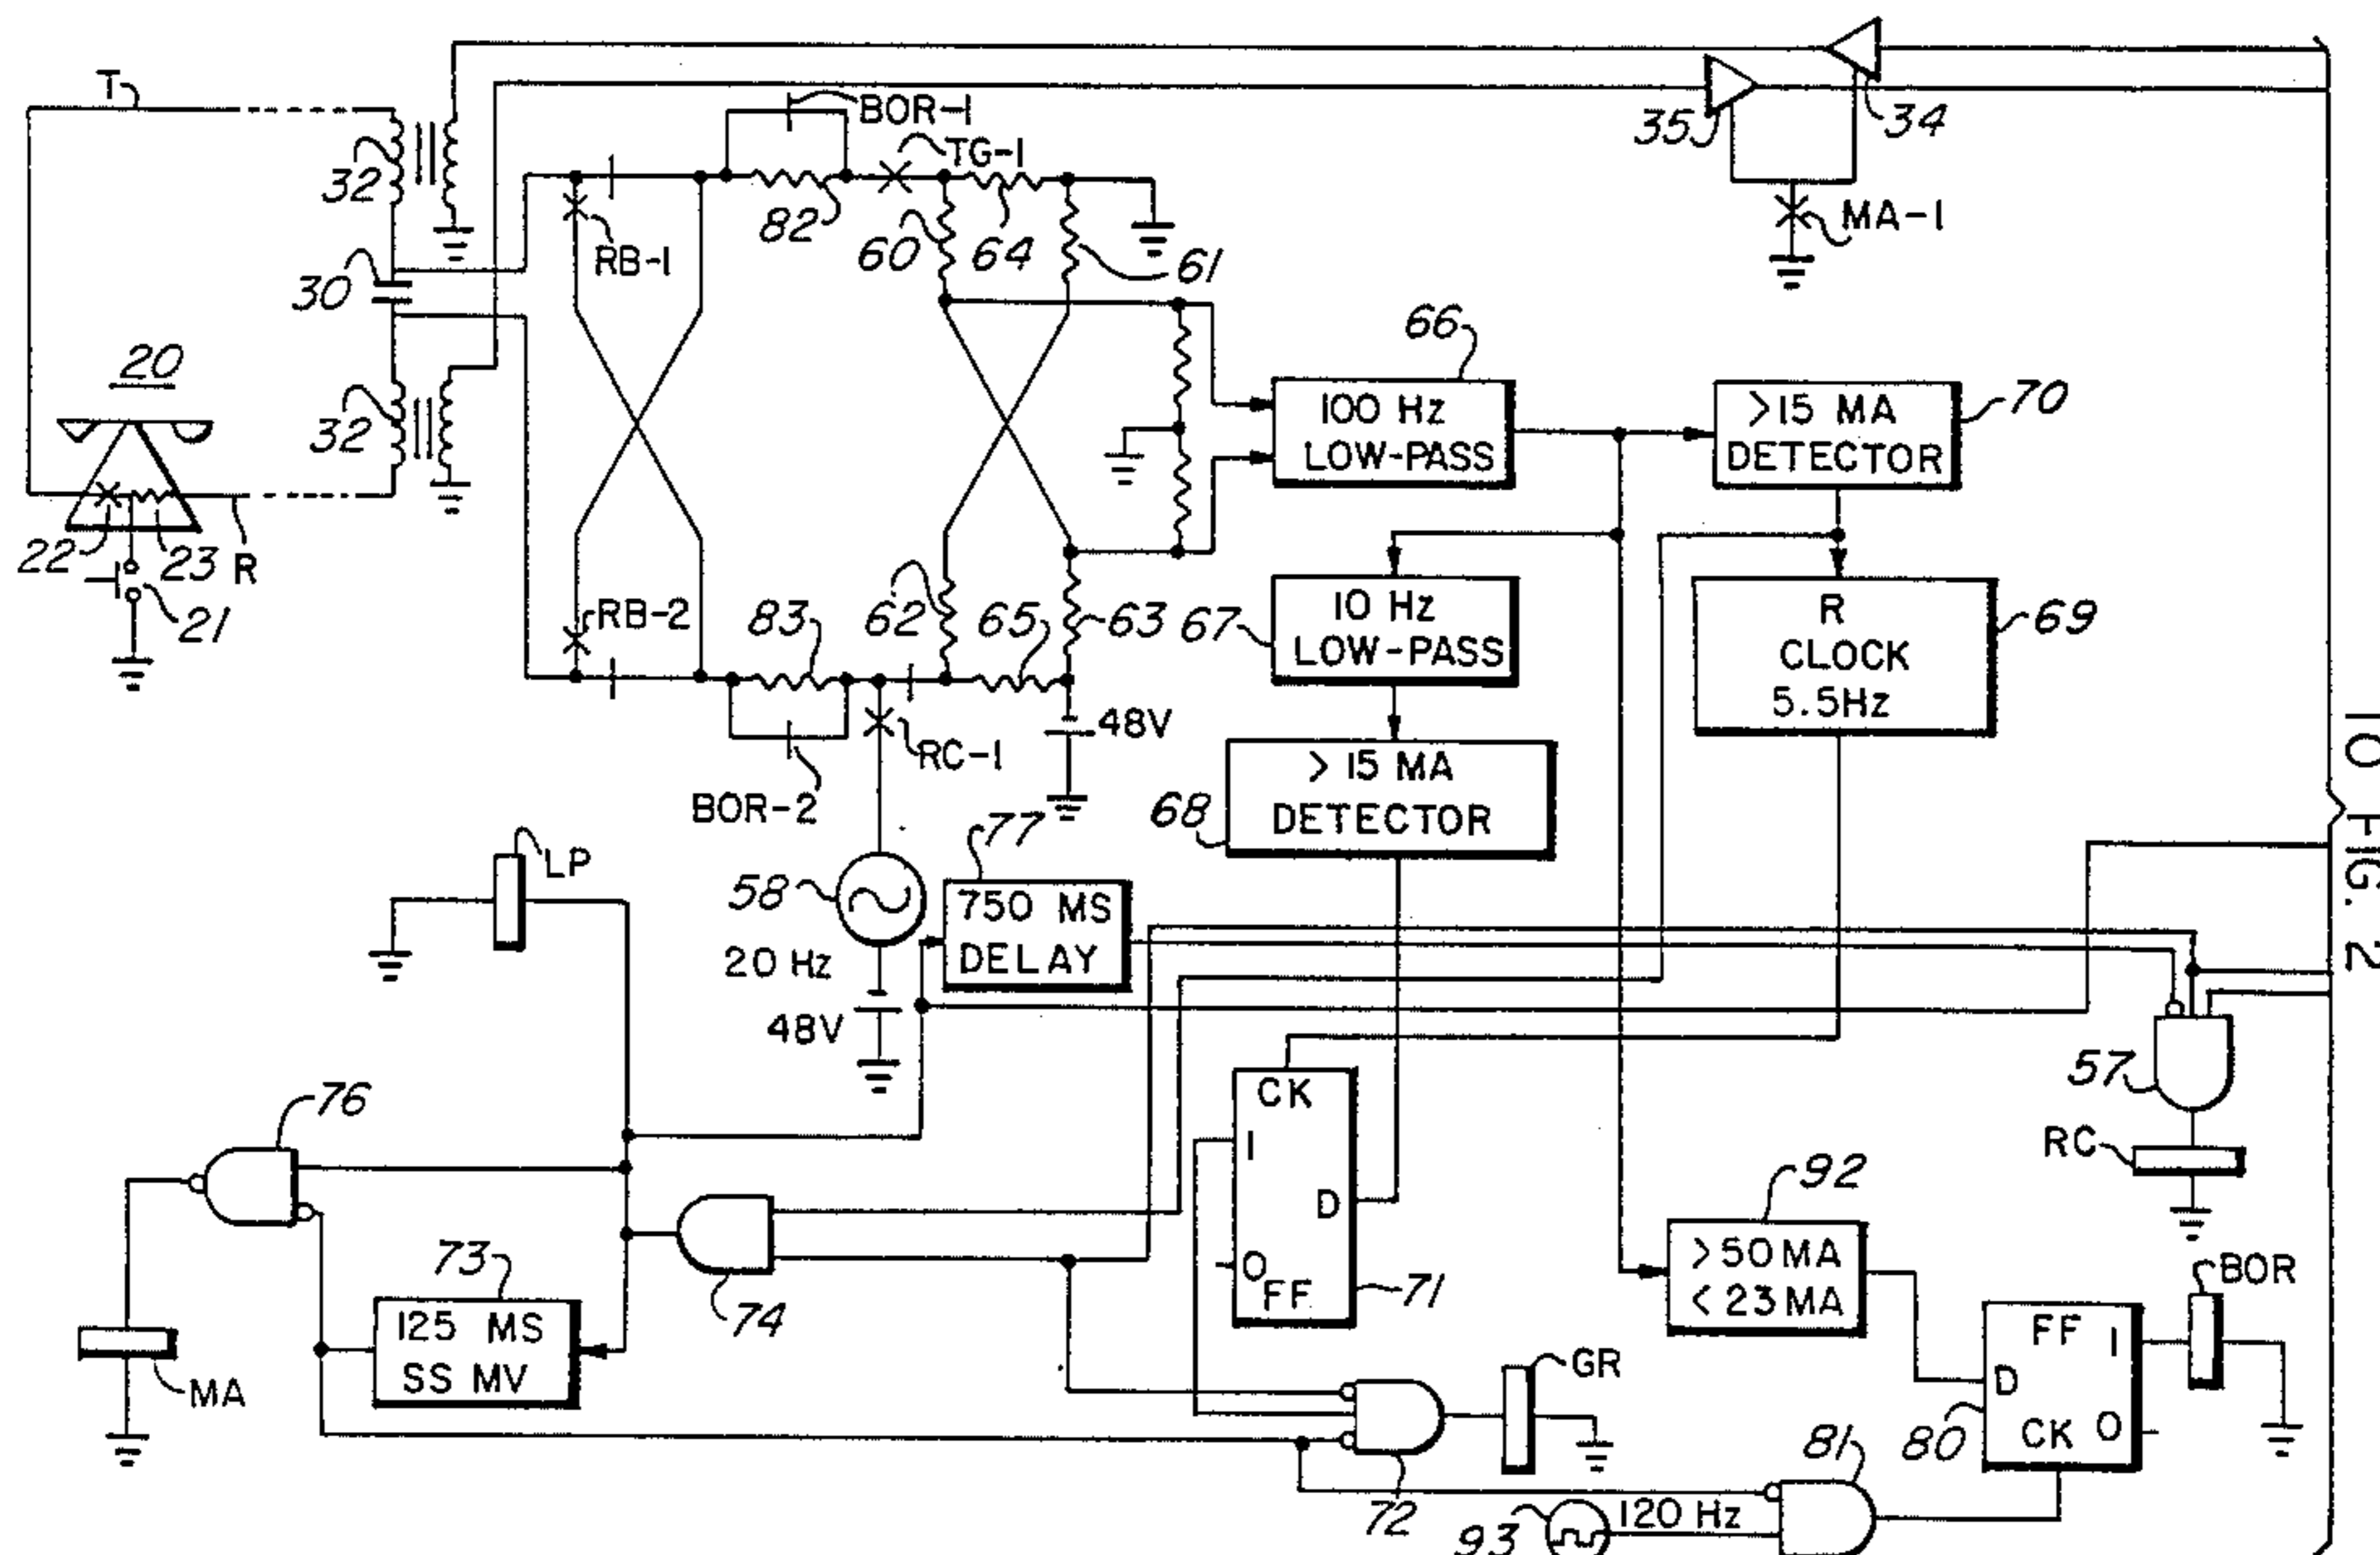 T
BOR-1
TG-1
35
34
32
82
60
64
61
MA-1
RB-1
30
66
20
100 Hz
LOW-PASS
>15 MA
DETECTOR
70
32
22
23
R
21
RB-2
83
62
65
63
67
10 Hz
LOW-PASS
R
CLOCK
5.5Hz
69
48V
RC-1
BOR-2
> 15 MA
DETECTOR
68
77
LP
58
750 MS
DELAY
20 Hz
48V
TO FIG. 2
57
76
CK
1
D
O
FF
71
RC
92
> 50 MA
< 23 MA
73
125 MS
SS MV
74
BOR
GR
FF
1
D
CK
O
80
MA
81
72
93
120 Hz